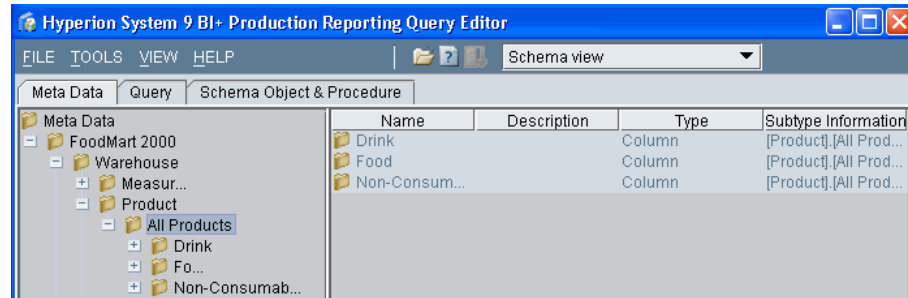 Hyperion System 9 BI+ Production Reporting Query Editor
FILE TOOLS VIEW HELP Schema view
Meta Data Query Schema Object & Procedure
Meta Data
FoodMart 2000
Warehouse
Measur...
Product
All Products
Drink
Fo...
Non-Consumab...
Name Description Type Subtype Information
Drink Column [Product].[All Prod...
Food Column [Product].[All Prod...
Non-Consum... Column [Product].[All Prod...